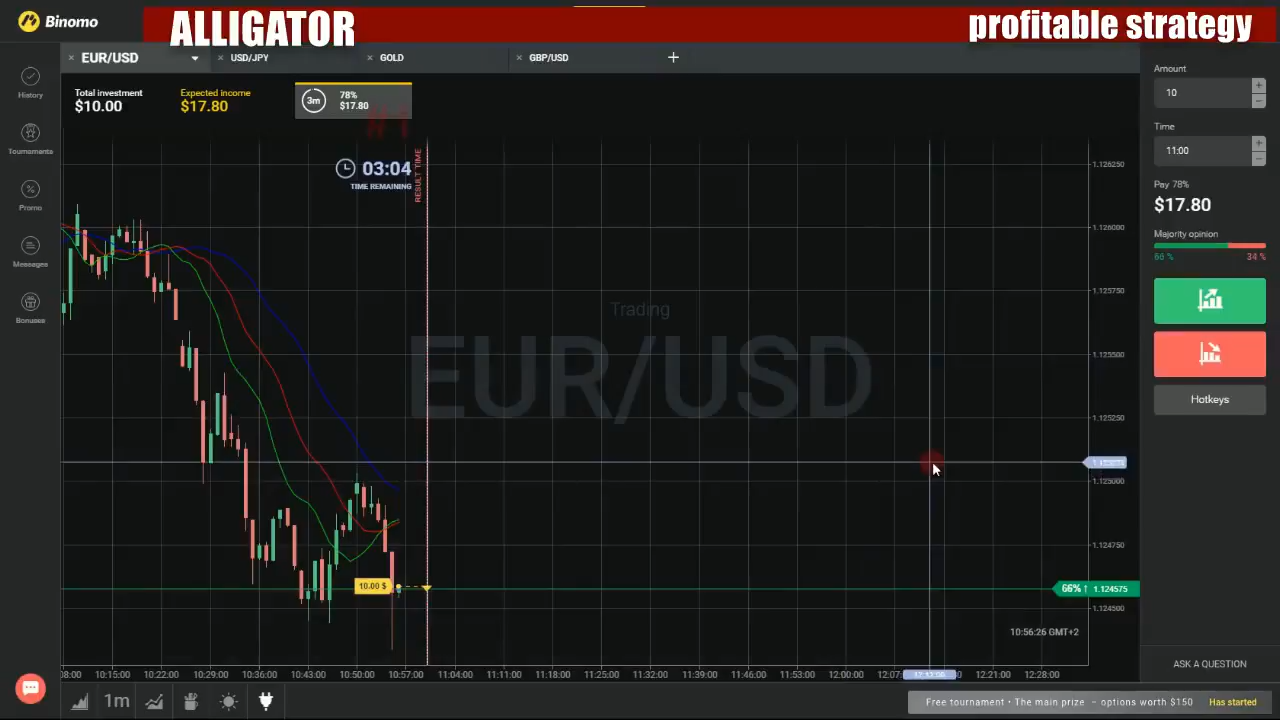 Binomo
ALLIGATOR
profitable strategy
EUR/USD
USD/JPY
GOLD
GBP/USD
History
Tournaments
Promo
Messages
Bonuses
Total investment
$10.00
Expected income
$17.80
3m
78%
$17.80
03:04
TIME REMAINING
RESULT TIME
Trading
EUR/USD
10.00 $
1.126250
1.126000
1.125750
1.125500
1.125250
1.125000
1.124750
66% ↑ 1.124575
1.124500
10:56:26 GMT+2
:08:00 10:15:00 10:22:00 10:29:00 10:36:00 10:43:00 10:50:00 10:57:00 11:04:00 11:11:00 11:18:00 11:25:00 11:32:00 11:39:00 11:46:00 11:53:00 12:00:00 12:07: 12:21:00 12:28:00
Amount
10
+
−
Time
11:00
+
−
Pay 78%
$17.80
Majority opinion
66 % 34 %
Hotkeys
ASK A QUESTION
1m
Free tournament • The main prize – options worth $150 Has started